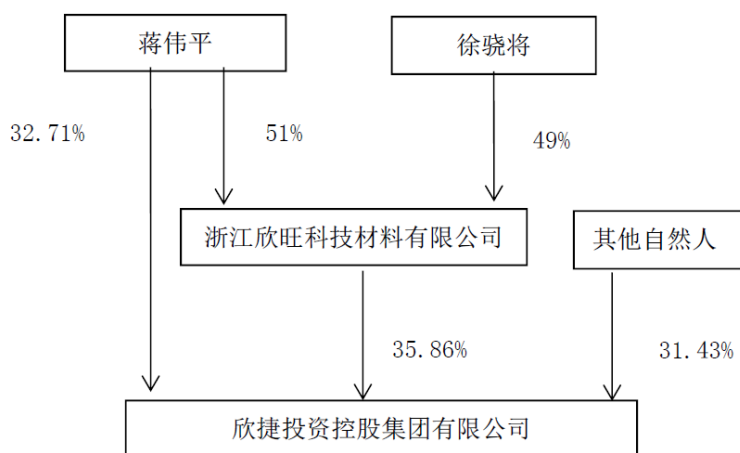 蒋伟平
徐骁将
32.71%
51%
49%
浙江欣旺科技材料有限公司
其他自然人
35.86%
31.43%
欣捷投资控股集团有限公司